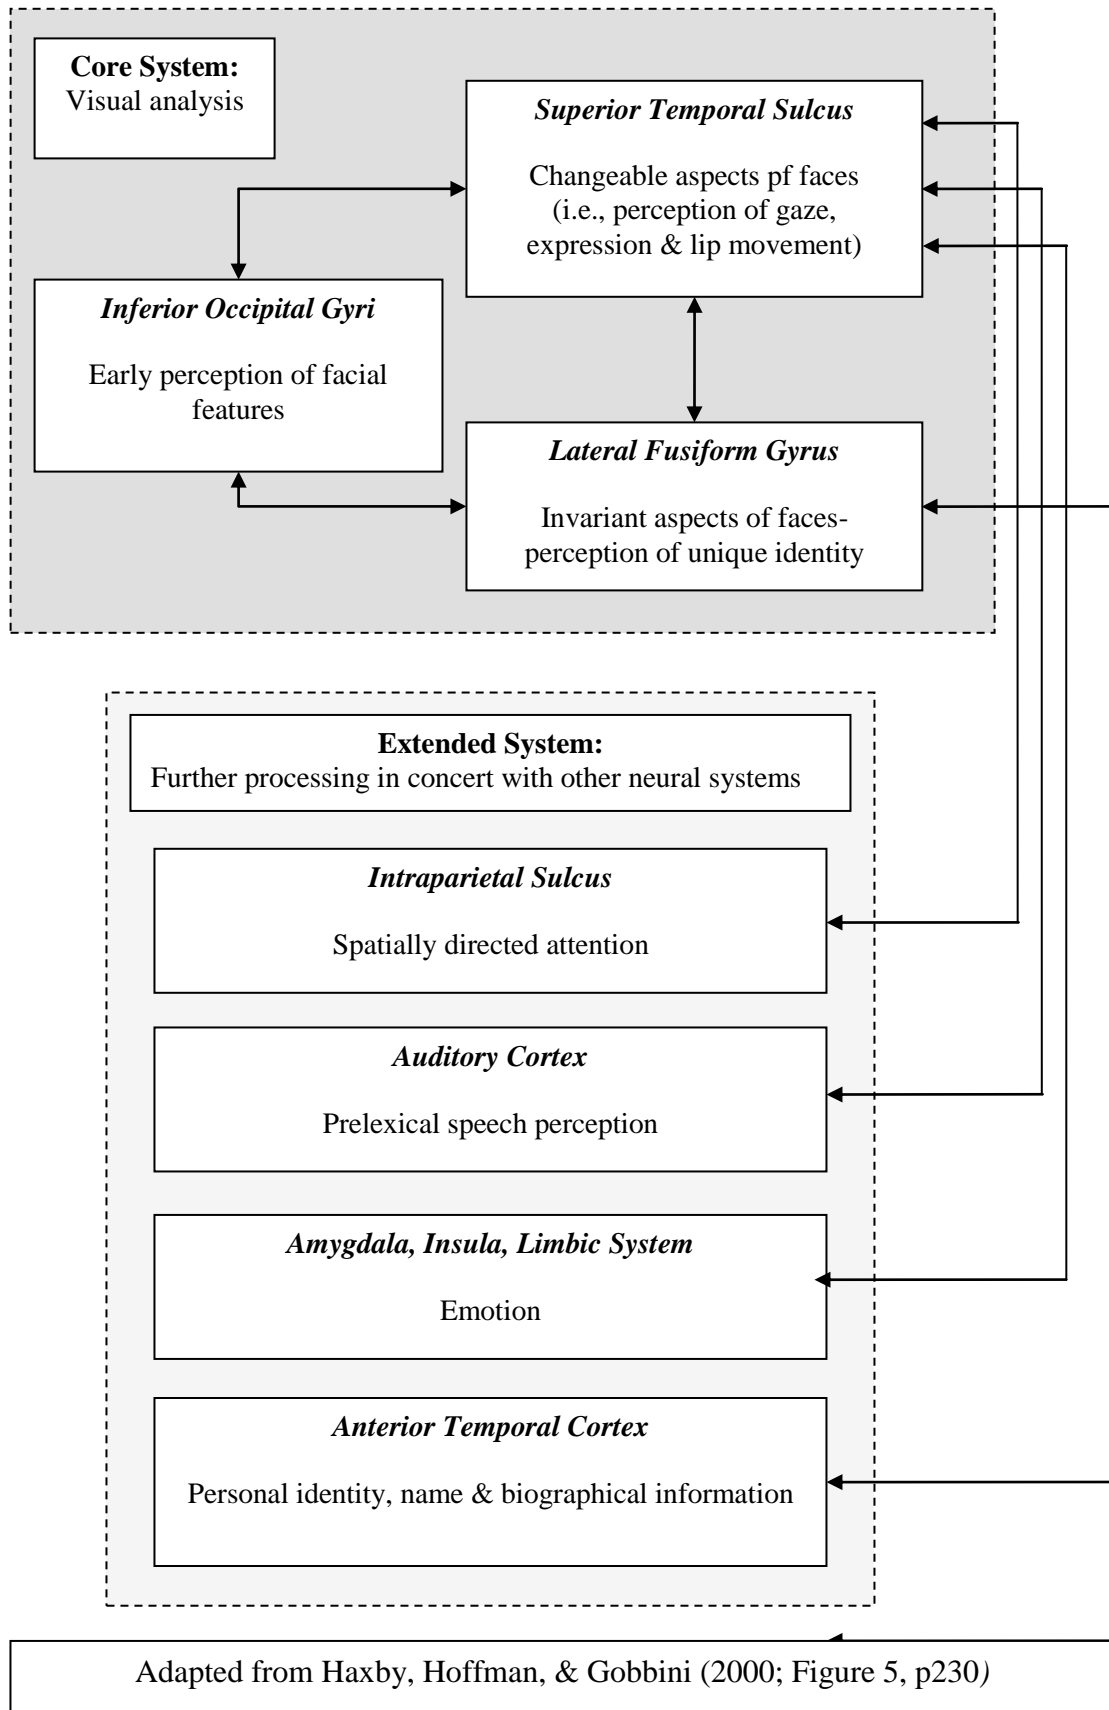 Core System:
Visual analysis
Superior Temporal Sulcus
Changeable aspects pf faces
(i.e., perception of gaze,
expression & lip movement)
Inferior Occipital Gyri
Early perception of facial
features
Lateral Fusiform Gyrus
Invariant aspects of faces-
perception of unique identity
Extended System:
Further processing in concert with other neural systems
Intraparietal Sulcus
Spatially directed attention
Auditory Cortex
Prelexical speech perception
Amygdala, Insula, Limbic System
Emotion
Anterior Temporal Cortex
Personal identity, name & biographical information
Adapted from Haxby, Hoffman, & Gobbini (2000; Figure 5, p230)